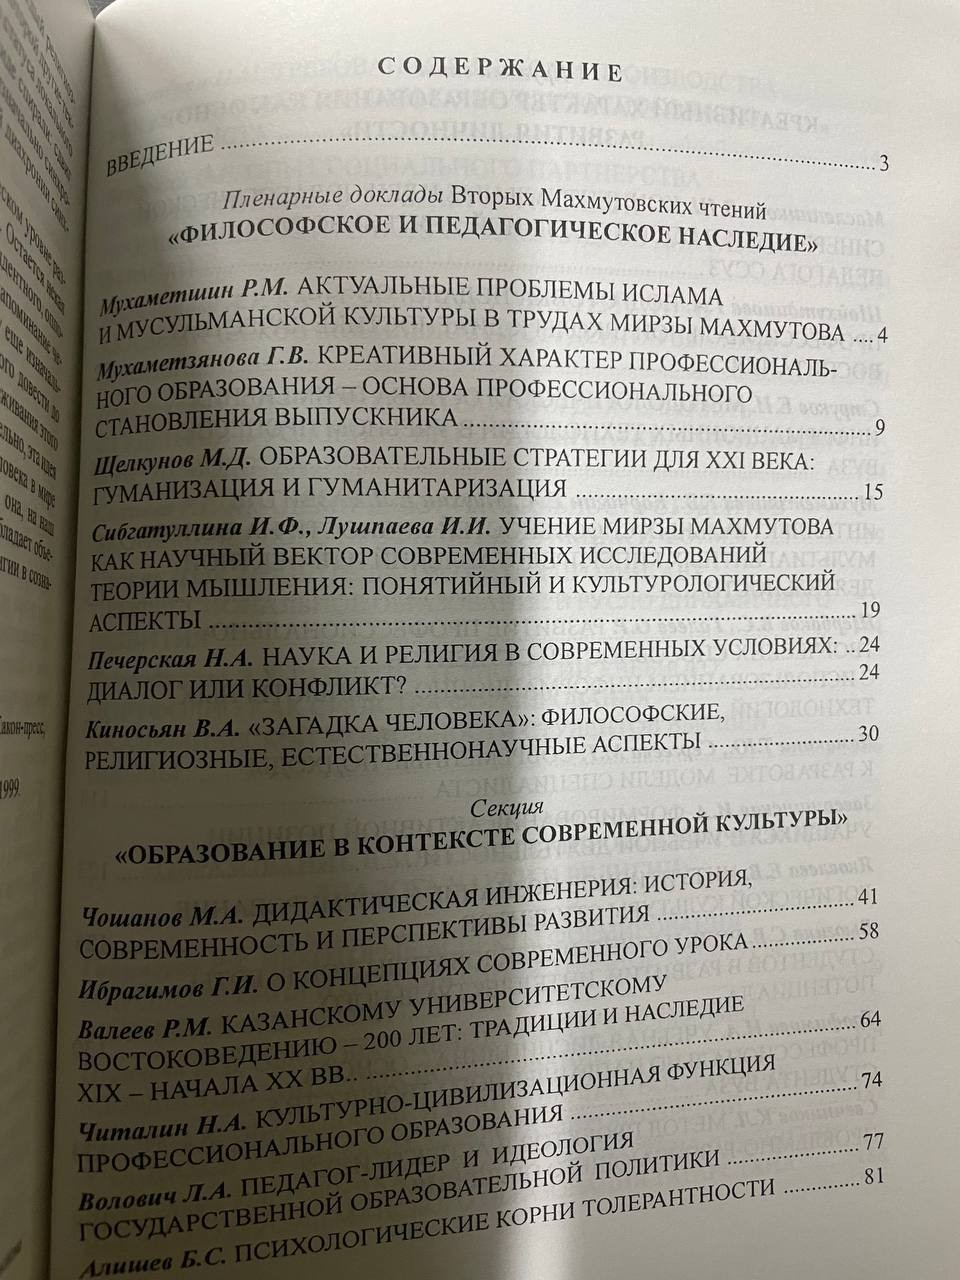 СОДЕРЖАНИЕ
ВВЕДЕНИЕ ........ 3
Пленарные доклады Вторых Махмутовских чтений
«ФИЛОСОФСКОЕ И ПЕДАГОГИЧЕСКОЕ НАСЛЕДИЕ»
Мухаметшин Р.М. АКТУАЛЬНЫЕ ПРОБЛЕМЫ ИСЛАМА
И МУСУЛЬМАНСКОЙ КУЛЬТУРЫ В ТРУДАХ МИРЗЫ МАХМУТОВА ... 4
Мухаметзянова Г.В. КРЕАТИВНЫЙ ХАРАКТЕР ПРОФЕССИОНАЛЬ-
НОГО ОБРАЗОВАНИЯ – ОСНОВА ПРОФЕССИОНАЛЬНОГО
СТАНОВЛЕНИЯ ВЫПУСКНИКА ........ 9
Щелкунов М.Д. ОБРАЗОВАТЕЛЬНЫЕ СТРАТЕГИИ ДЛЯ XXI ВЕКА:
ГУМАНИЗАЦИЯ И ГУМАНИТАРИЗАЦИЯ ........ 15
Сибгатуллина И.Ф., Лушпаева И.И. УЧЕНИЕ МИРЗЫ МАХМУТОВА
КАК НАУЧНЫЙ ВЕКТОР СОВРЕМЕННЫХ ИССЛЕДОВАНИЙ
ТЕОРИИ МЫШЛЕНИЯ: ПОНЯТИЙНЫЙ И КУЛЬТУРОЛОГИЧЕСКИЙ
АСПЕКТЫ ........ 19
Печерская Н.А. НАУКА И РЕЛИГИЯ В СОВРЕМЕННЫХ УСЛОВИЯХ: .. 24
ДИАЛОГ ИЛИ КОНФЛИКТ? ........ 24
Киносьян В.А. «ЗАГАДКА ЧЕЛОВЕКА»: ФИЛОСОФСКИЕ,
РЕЛИГИОЗНЫЕ, ЕСТЕСТВЕННОНАУЧНЫЕ АСПЕКТЫ ........ 30
Секция
«ОБРАЗОВАНИЕ В КОНТЕКСТЕ СОВРЕМЕННОЙ КУЛЬТУРЫ»
Чошанов М.А. ДИДАКТИЧЕСКАЯ ИНЖЕНЕРИЯ: ИСТОРИЯ,
СОВРЕМЕННОСТЬ И ПЕРСПЕКТИВЫ РАЗВИТИЯ ........ 41
Ибрагимов Г.И. О КОНЦЕПЦИЯХ СОВРЕМЕННОГО УРОКА ........ 58
Валеев Р.М. КАЗАНСКОМУ УНИВЕРСИТЕТСКОМУ
ВОСТОКОВЕДЕНИЮ – 200 ЛЕТ: ТРАДИЦИИ И НАСЛЕДИЕ
XIX – НАЧАЛА XX ВВ.. ........ 64
Читалин Н.А. КУЛЬТУРНО-ЦИВИЛИЗАЦИОННАЯ ФУНКЦИЯ
ПРОФЕССИОНАЛЬНОГО ОБРАЗОВАНИЯ ........ 74
Волович Л.А. ПЕДАГОГ-ЛИДЕР И ИДЕОЛОГИЯ
ГОСУДАРСТВЕННОЙ ОБРАЗОВАТЕЛЬНОЙ ПОЛИТИКИ ........ 77
Алишев Б.С. ПСИХОЛОГИЧЕСКИЕ КОРНИ ТОЛЕРАНТНОСТИ ........ 81